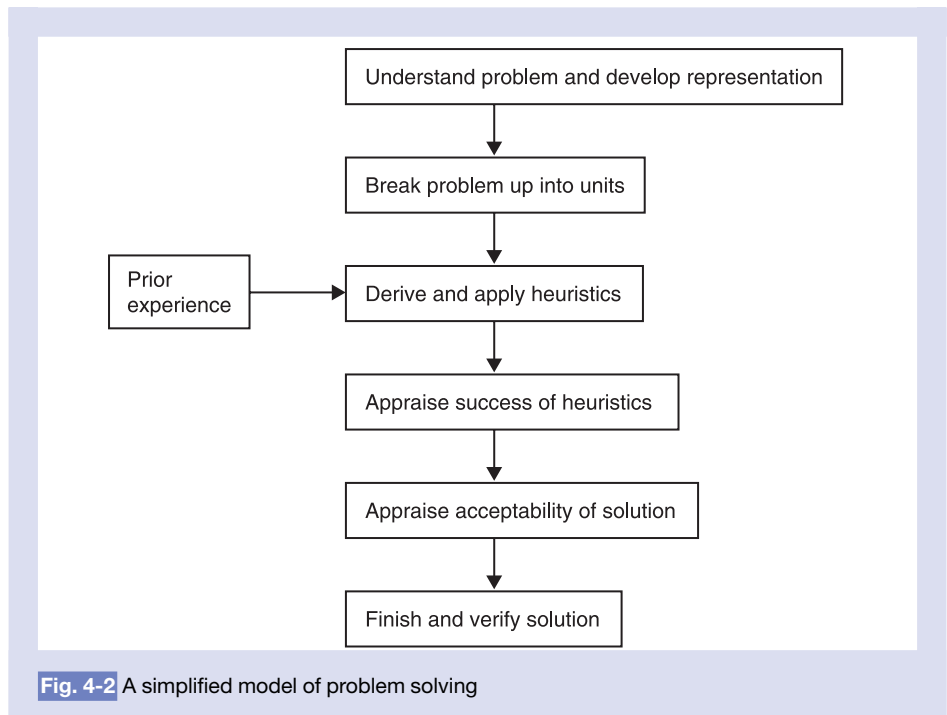 Understand problem and develop representation
Break problem up into units
Prior
experience
Derive and apply heuristics
Appraise success of heuristics
Appraise acceptability of solution
Finish and verify solution
Fig. 4-2 A simplified model of problem solving